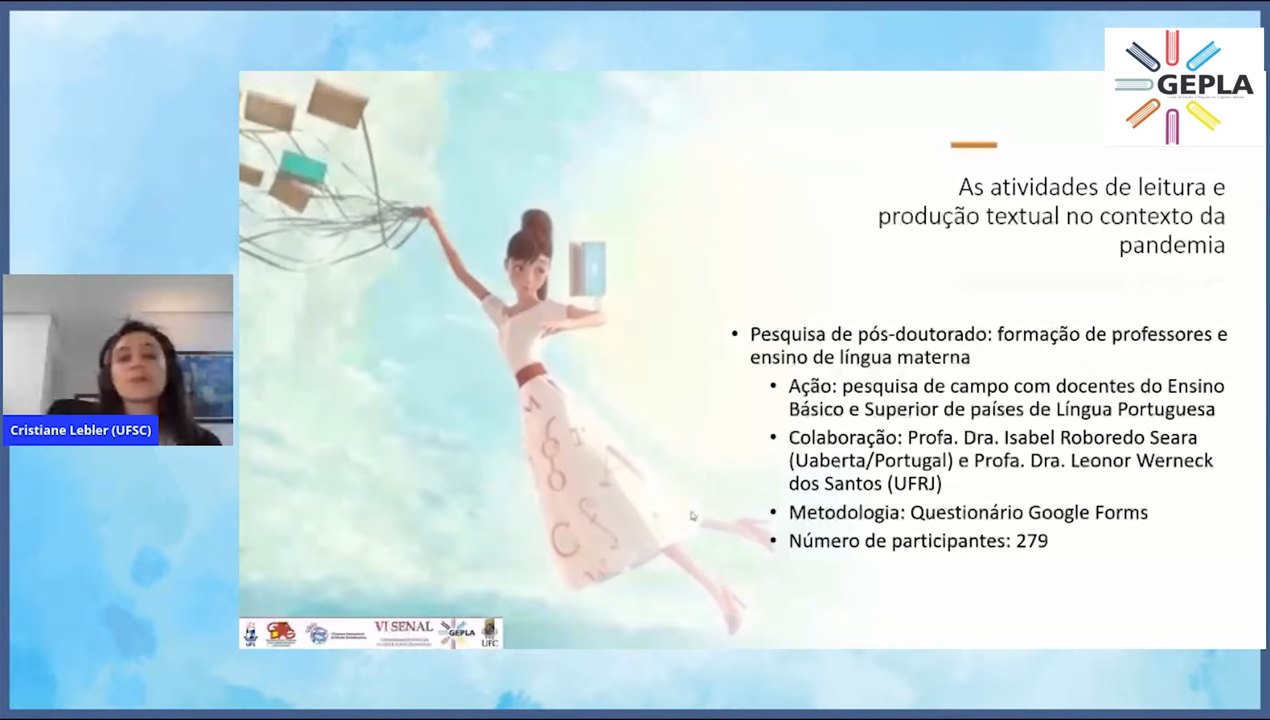 GEPLA
As atividades de leitura e
produção textual no contexto da
pandemia
• Pesquisa de pós-doutorado: formação de professores e
ensino de língua materna
• Ação: pesquisa de campo com docentes do Ensino
Básico e Superior de países de Língua Portuguesa
• Colaboração: Profa. Dra. Isabel Roboredo Seara
(Uaberta/Portugal) e Profa. Dra. Leonor Werneck
dos Santos (UFRJ)
• Metodologia: Questionário Google Forms
• Número de participantes: 279
Cristiane Lebler (UFSC)
VI SENAL
GEPLA
UFS
UFC